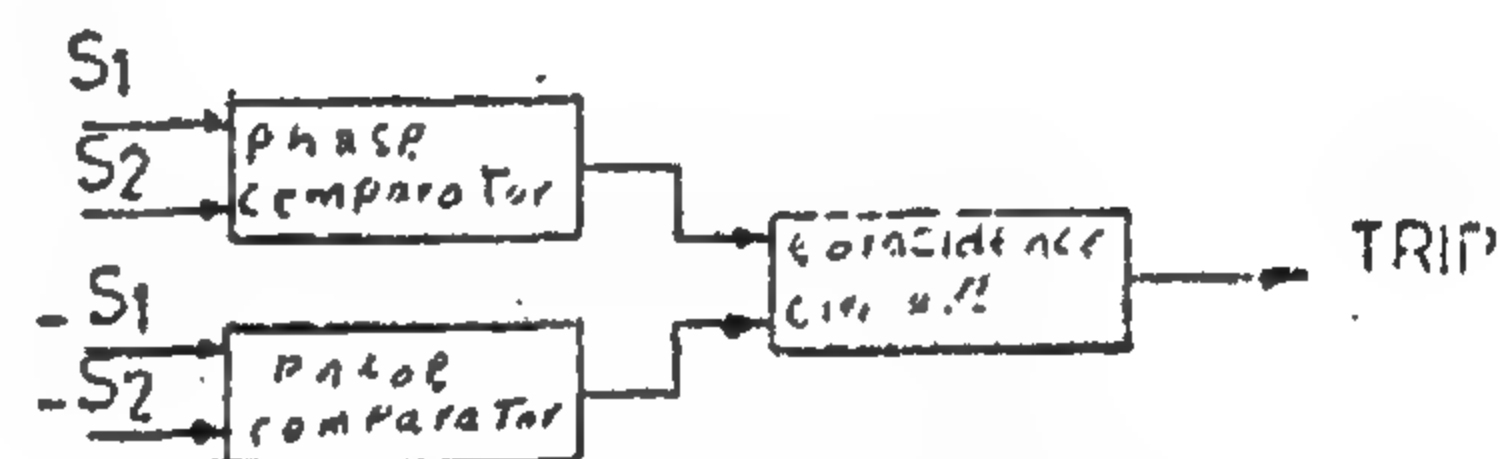 S1
S2
phase
comparator
-S1
-S2
comparator
coincidence
TRIP